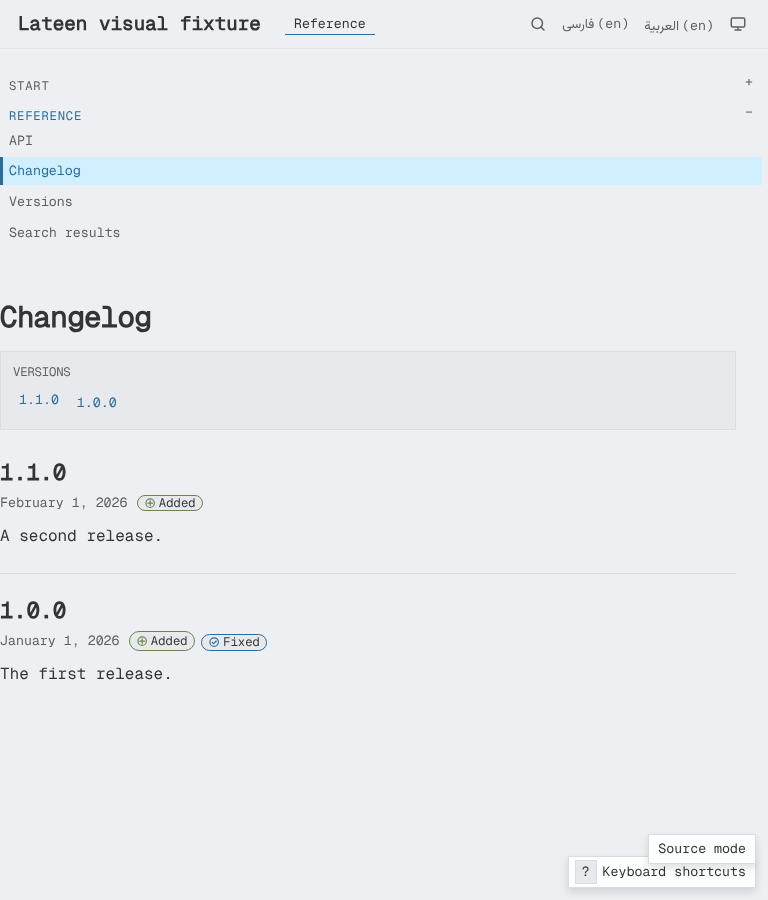 Lateen visual fixture Reference فارسی (en) العربية (en)
START +
REFERENCE −
API
Changelog
Versions
Search results
Changelog
VERSIONS
1.1.0 1.0.0
1.1.0
February 1, 2026 Added
A second release.
1.0.0
January 1, 2026 Added Fixed
The first release.
Source mode
? Keyboard shortcuts